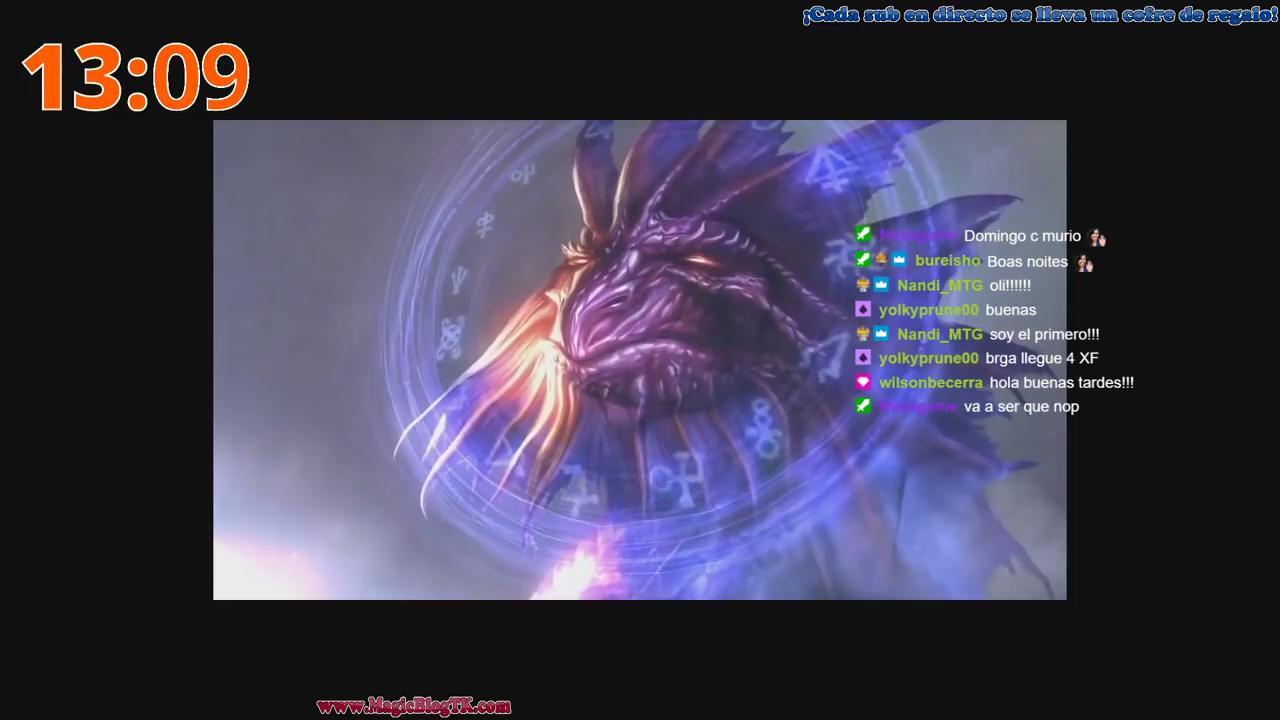 ¡Cada sub en directo se lleva un cofre de regalo!
13:09
Domingo c murio
bureisho Boas noites
Nandi_MTG oli!!!!!!
yolkyprune00 buenas
Nandi_MTG soy el primero!!!
yolkyprune00 brga llegue 4 XF
wilsonbecerra hola buenas tardes!!!
va a ser que nop
www.MagicBlogTK.com